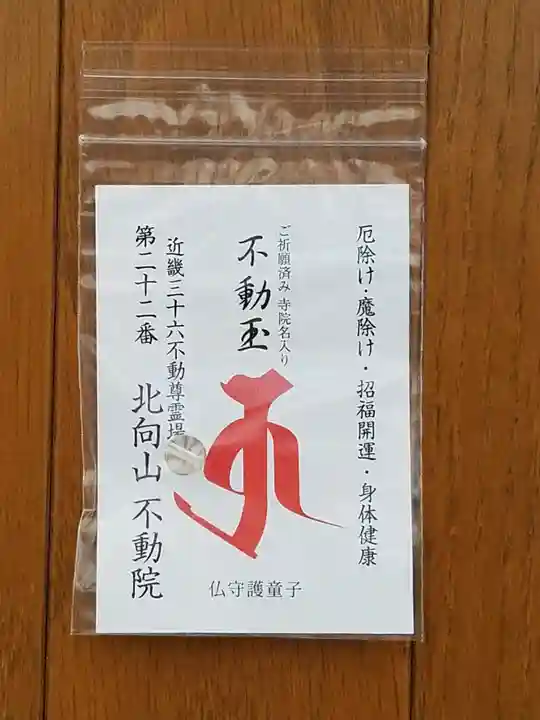 厄除け・魔除け・招福開運・身体健康
ご祈願済み 寺院名入り
不動玉
近畿三十六不動尊霊場
第二十二番 北向山 不動院
仏守護童子